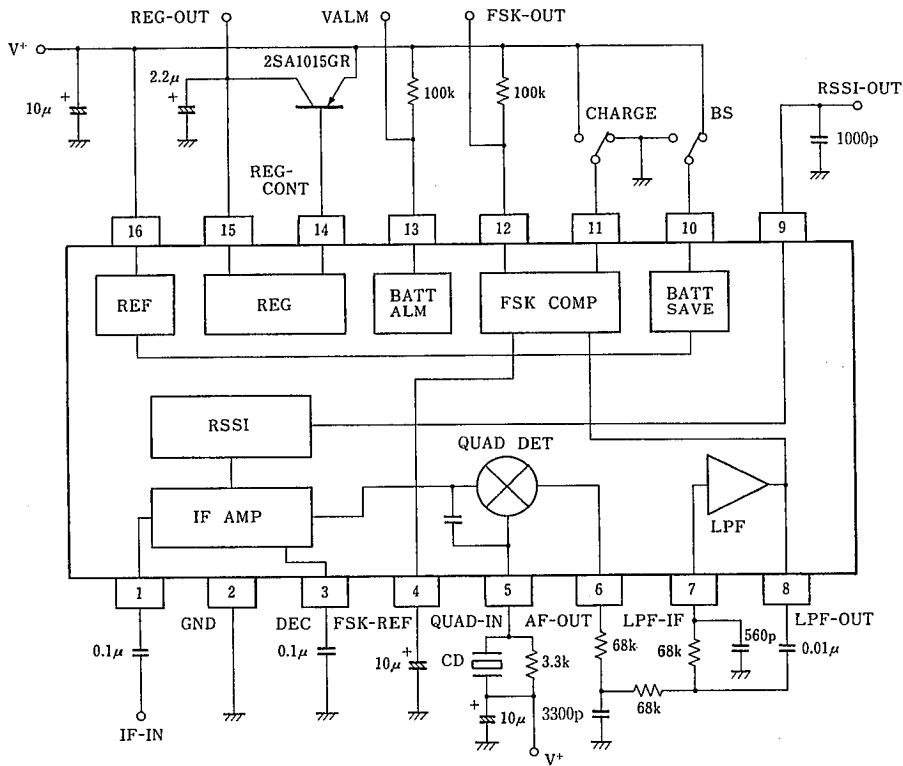 REG-OUT VALM FSK-OUT
V+
2SA1015GR
10μ + 2.2μ + 100k 100k
CHARGE BS RSSI-OUT
1000p
REG-
CONT
16 15 14 13 12 11 10 9
REF REG BATT
ALM FSK COMP BATT
SAVE
RSSI
QUAD DET
IF AMP
LPF
1 2 3 4 5 6 7 8
GND DEC FSK-REF QUAD-IN AF-OUT LPF-IF LPF-OUT
0.1μ 0.1μ 10μ + CD 3.3k 68k 68k 560p 0.01μ
+ 10μ 3300p 68k
IF-IN
V+